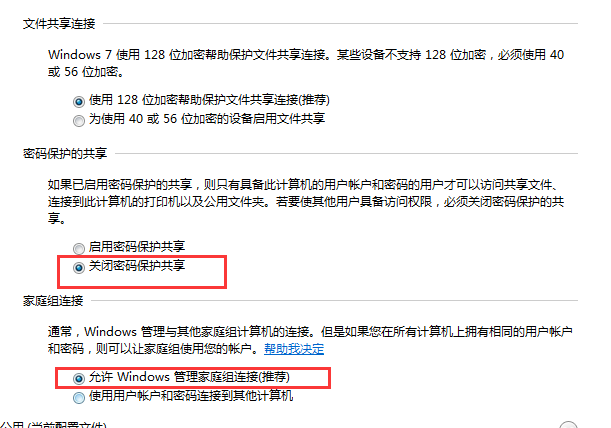 文件共享连接
Windows 7 使用 128 位加密帮助保护文件共享连接。某些设备不支持 128 位加密，必须使用 40
或 56 位加密。
使用 128 位加密帮助保护文件共享连接(推荐)
为使用 40 或 56 位加密的设备启用文件共享
密码保护的共享
如果已启用密码保护的共享，则只有具备此计算机的用户帐户和密码的用户才可以访问共享文件、
连接到此计算机的打印机以及公用文件夹。若要使其他用户具备访问权限，必须关闭密码保护的共
享。
启用密码保护共享
关闭密码保护共享
家庭组连接
通常，Windows 管理与其他家庭组计算机的连接。但是如果您在所有计算机上拥有相同的用户帐户
和密码，则可以让家庭组使用您的帐户。帮助我决定
允许 Windows 管理家庭组连接(推荐)
使用用户帐户和密码连接到其他计算机
公用 (当前配置文件)